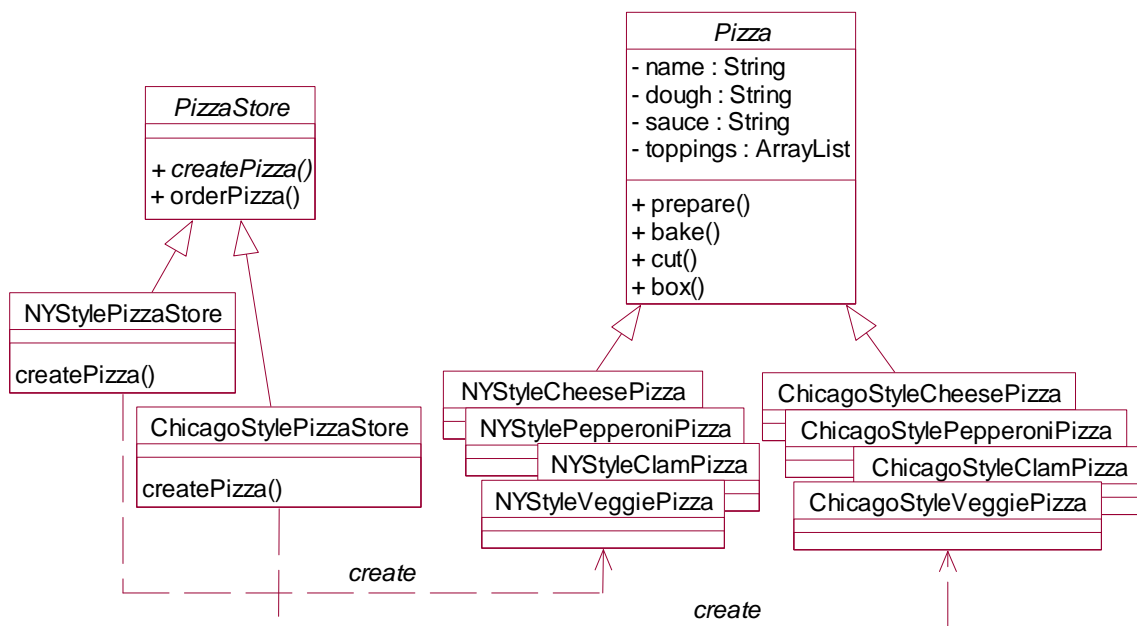 PizzaStore
+ createPizza()
+ orderPizza()
NYStylePizzaStore
createPizza()
ChicagoStylePizzaStore
createPizza()
Pizza
- name : String
- dough : String
- sauce : String
- toppings : ArrayList
+ prepare()
+ bake()
+ cut()
+ box()
NYStyleCheesePizza
NYStylePepperoniPizza
NYStyleClamPizza
NYStyleVeggiePizza
ChicagoStyleCheesePizza
ChicagoStylePepperoniPizza
ChicagoStyleClamPizza
ChicagoStyleVeggiePizza
create
create